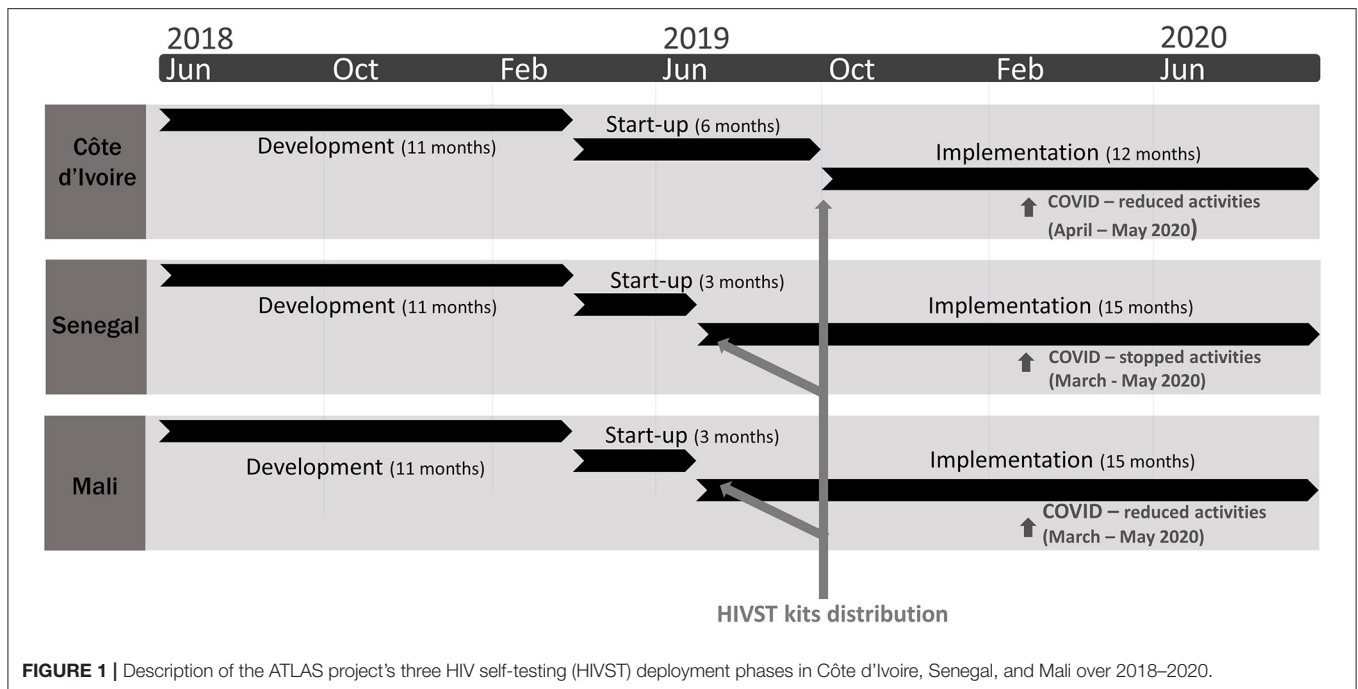 2018 2019 2020
Jun Oct Feb Jun Oct Feb Jun
Côte
d’Ivoire
Development (11 months)
Start-up (6 months)
Implementation (12 months)
COVID – reduced activities
(April – May 2020)
Senegal
Development (11 months)
Start-up (3 months)
Implementation (15 months)
COVID – stopped activities
(March - May 2020)
Mali
Development (11 months)
Start-up (3 months)
Implementation (15 months)
COVID – reduced activities
(March – May 2020)
HIVST kits distribution
FIGURE 1 | Description of the ATLAS project’s three HIV self-testing (HIVST) deployment phases in Côte d’Ivoire, Senegal, and Mali over 2018–2020.